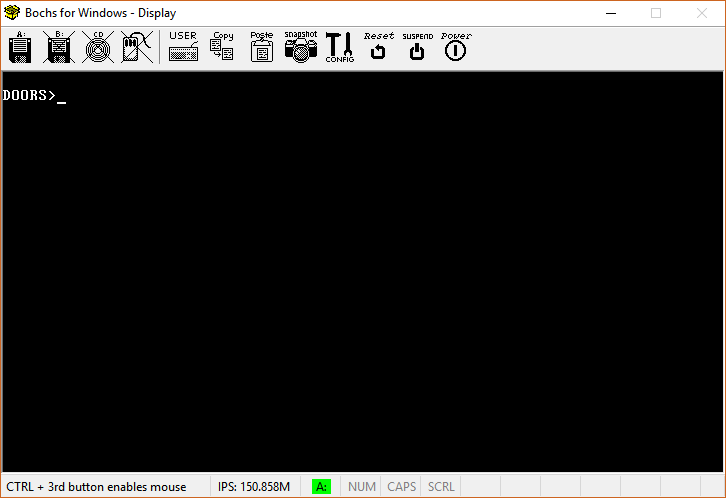 Bochs for Windows - Display
A: B: CD USER Copy Paste Snapshot CONFIG Reset SUSPEND Power
DOORS>_
CTRL + 3rd button enables mouse IPS: 150.858M A: NUM CAPS SCRL